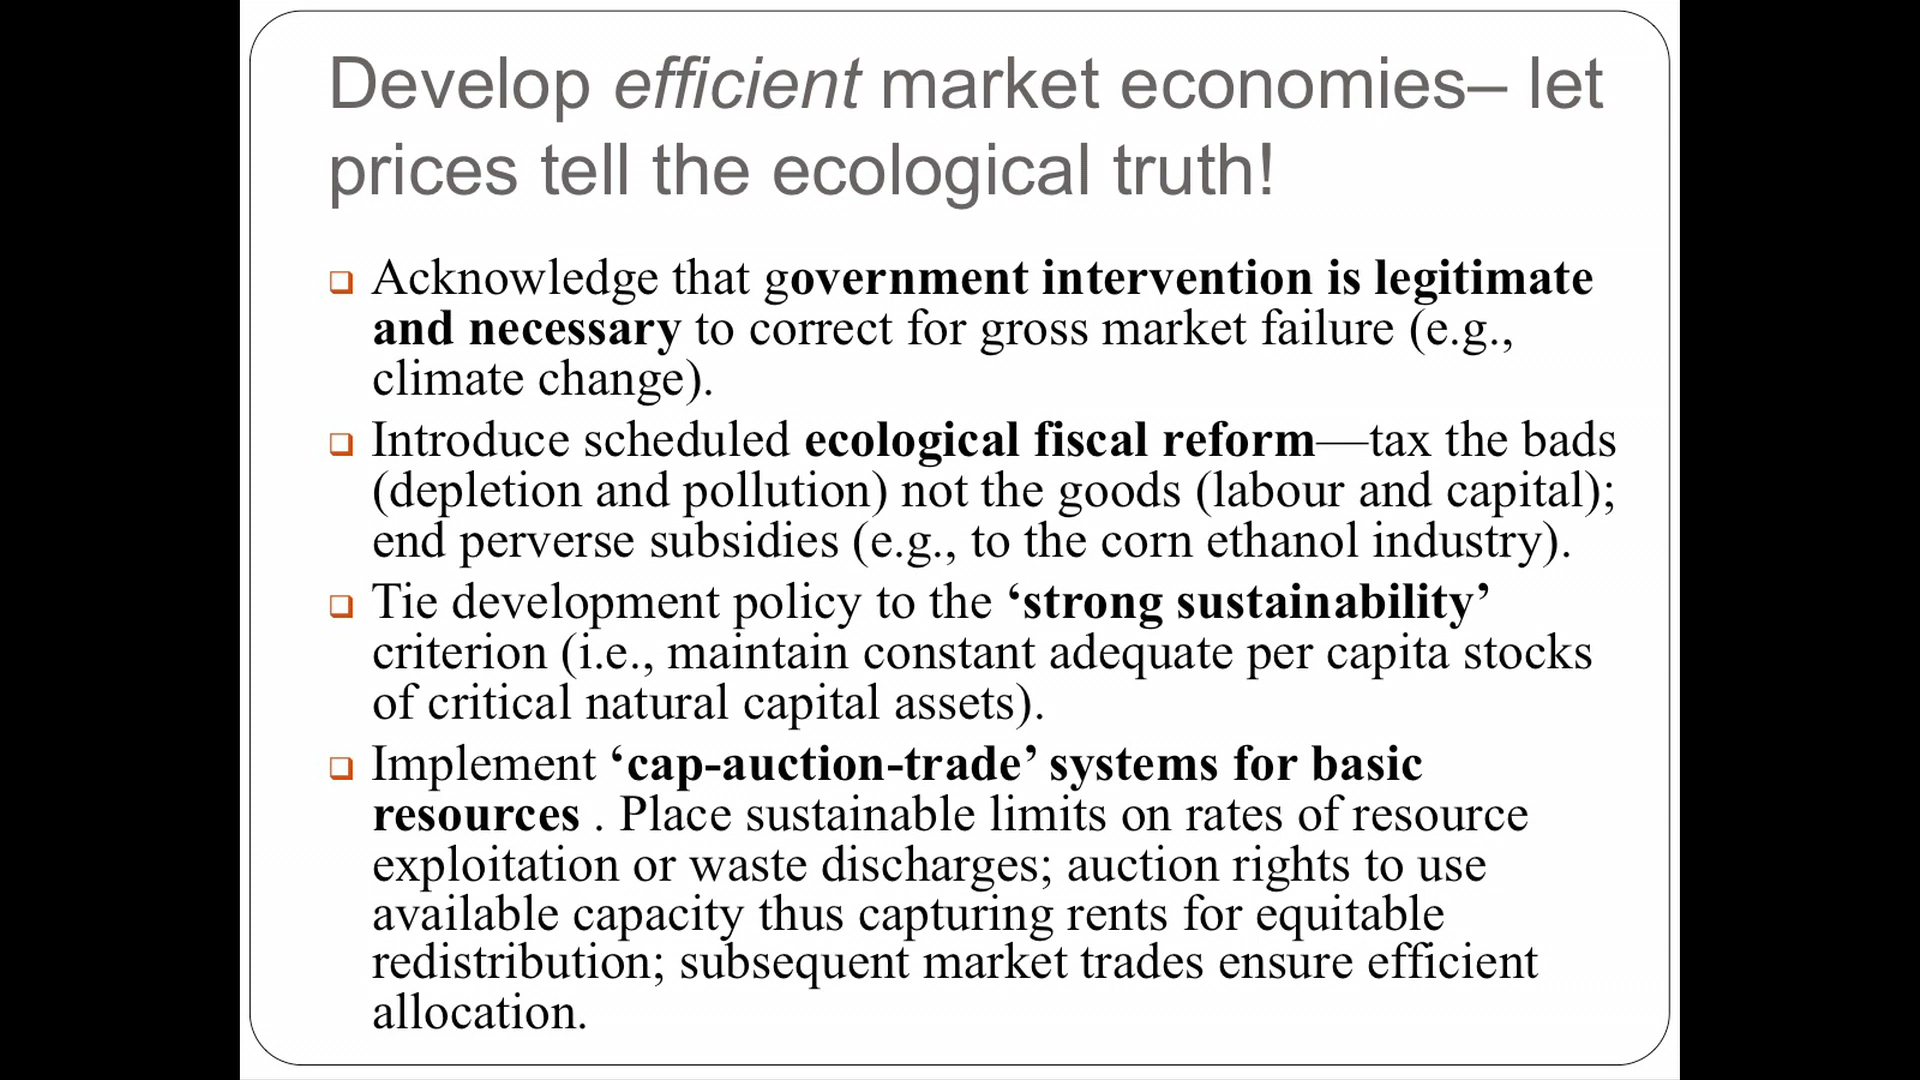 Develop efficient market economies– let
prices tell the ecological truth!
Acknowledge that government intervention is legitimate
and necessary to correct for gross market failure (e.g.,
climate change).
Introduce scheduled ecological fiscal reform—tax the bads
(depletion and pollution) not the goods (labour and capital);
end perverse subsidies (e.g., to the corn ethanol industry).
Tie development policy to the ‘strong sustainability’
criterion (i.e., maintain constant adequate per capita stocks
of critical natural capital assets).
Implement ‘cap-auction-trade’ systems for basic
resources . Place sustainable limits on rates of resource
exploitation or waste discharges; auction rights to use
available capacity thus capturing rents for equitable
redistribution; subsequent market trades ensure efficient
allocation.